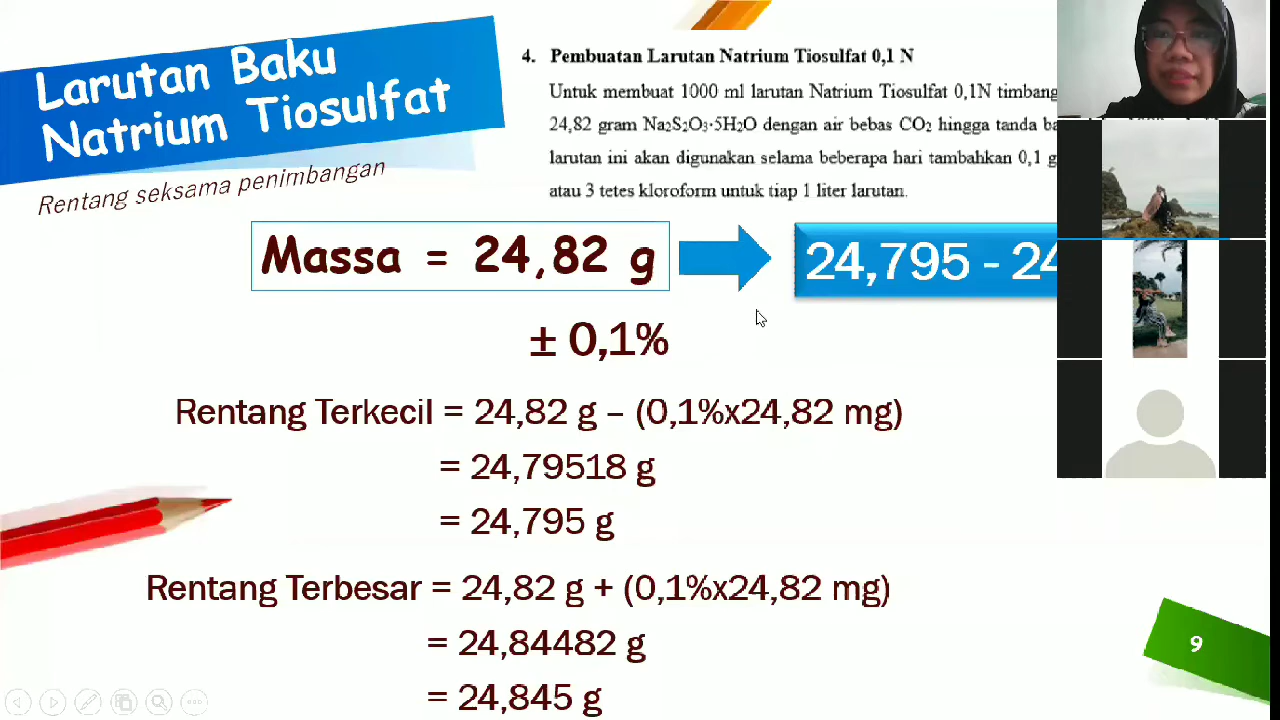 Larutan Baku
Natrium Tiosulfat
Rentang seksama penimbangan
4. Pembuatan Larutan Natrium Tiosulfat 0,1 N
Untuk membuat 1000 ml larutan Natrium Tiosulfat 0,1N timbang
24,82 gram Na₂S₂O₃·5H₂O dengan air bebas CO₂ hingga tanda ba
larutan ini akan digunakan selama beberapa hari tambahkan 0,1 g
atau 3 tetes kloroform untuk tiap 1 liter larutan.
Massa = 24,82 g
24,795 - 24
± 0,1%
Rentang Terkecil = 24,82 g – (0,1%x24,82 mg)
= 24,79518 g
= 24,795 g
Rentang Terbesar = 24,82 g + (0,1%x24,82 mg)
= 24,84482 g
= 24,845 g
9